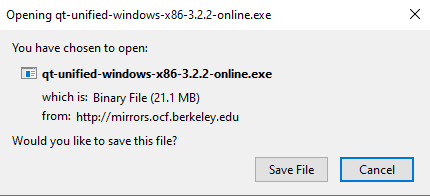 Opening qt-unified-windows-x86-3.2.2-online.exe
You have chosen to open:
qt-unified-windows-x86-3.2.2-online.exe
which is: Binary File (21.1 MB)
from: http://mirrors.ocf.berkeley.edu
Would you like to save this file?
Save File Cancel